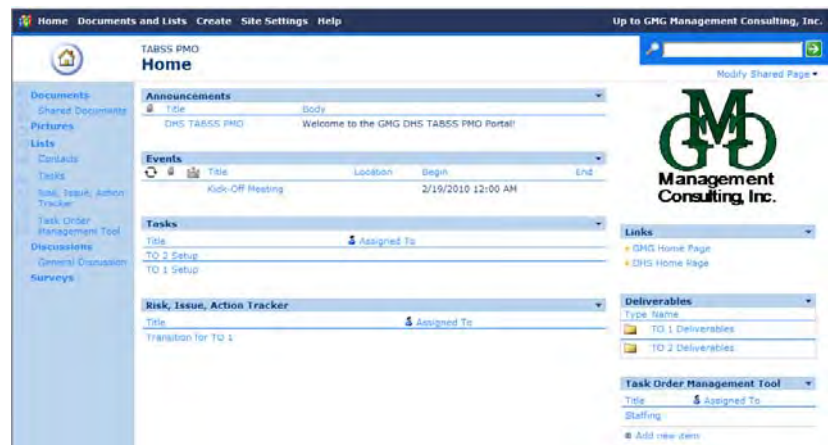 Home Documents and Lists Create Site Settings Help
Up to GMG Management Consulting, Inc.
TABSS PMO
Home
Modify Shared Page
Documents
Shared Documents
Pictures
Lists
Contacts
Tasks
Risk, Issue, Action
Tracker
Task Order
Management Tool
Discussions
General Discussion
Surveys
Announcements
Title Body
DHS TABSS PMO Welcome to the GMG DHS TABSS PMO Portal!
Events
Title Location Begin End
Kick-Off Meeting 2/19/2010 12:00 AM
Tasks
Title Assigned To
TO 2 Setup
TO 1 Setup
Risk, Issue, Action Tracker
Title Assigned To
Transition for TO 1
GMG
Management
Consulting, Inc.
Links
GMG Home Page
DHS Home Page
Deliverables
Type Name
TO 1 Deliverables
TO 2 Deliverables
Task Order Management Tool
Title Assigned To
Staffing
Add new item